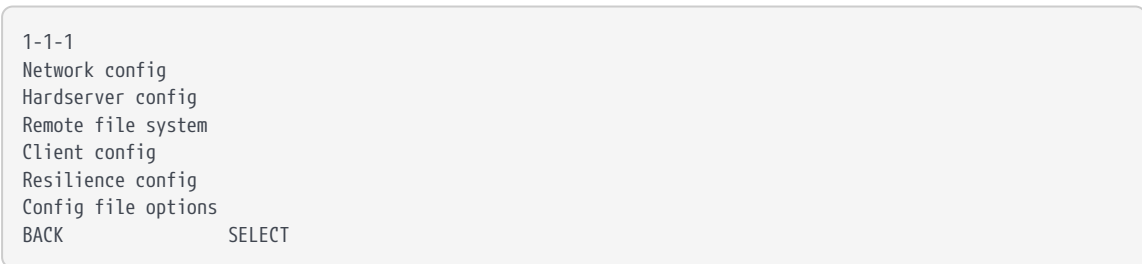 1-1-1
Network config
Hardserver config
Remote file system
Client config
Resilience config
Config file options
BACK SELECT